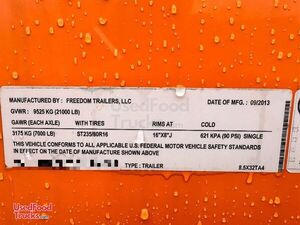 MANUFACTURED BY: FREEDOM TRAILERS, LLC DATE OF MFG.: 09/2013
GVWR: 9525 KG (21000 LB)
GAWR (EACH AXLE) WITH TIRES RIMS AT COLD
3175 KG (7000 LB) ST235/80R16 16"X6"J 621 KPA (90 PSI) SINGLE
THIS VEHICLE CONFORMS TO ALL APPLICABLE U.S. FEDERAL MOTOR VEHICLE SAFETY STANDARDS
IN EFFECT ON THE DATE OF MANUFACTURE SHOWN ABOVE
TYPE: TRAILER 8.5X32TA4
UsedFood
Trucks